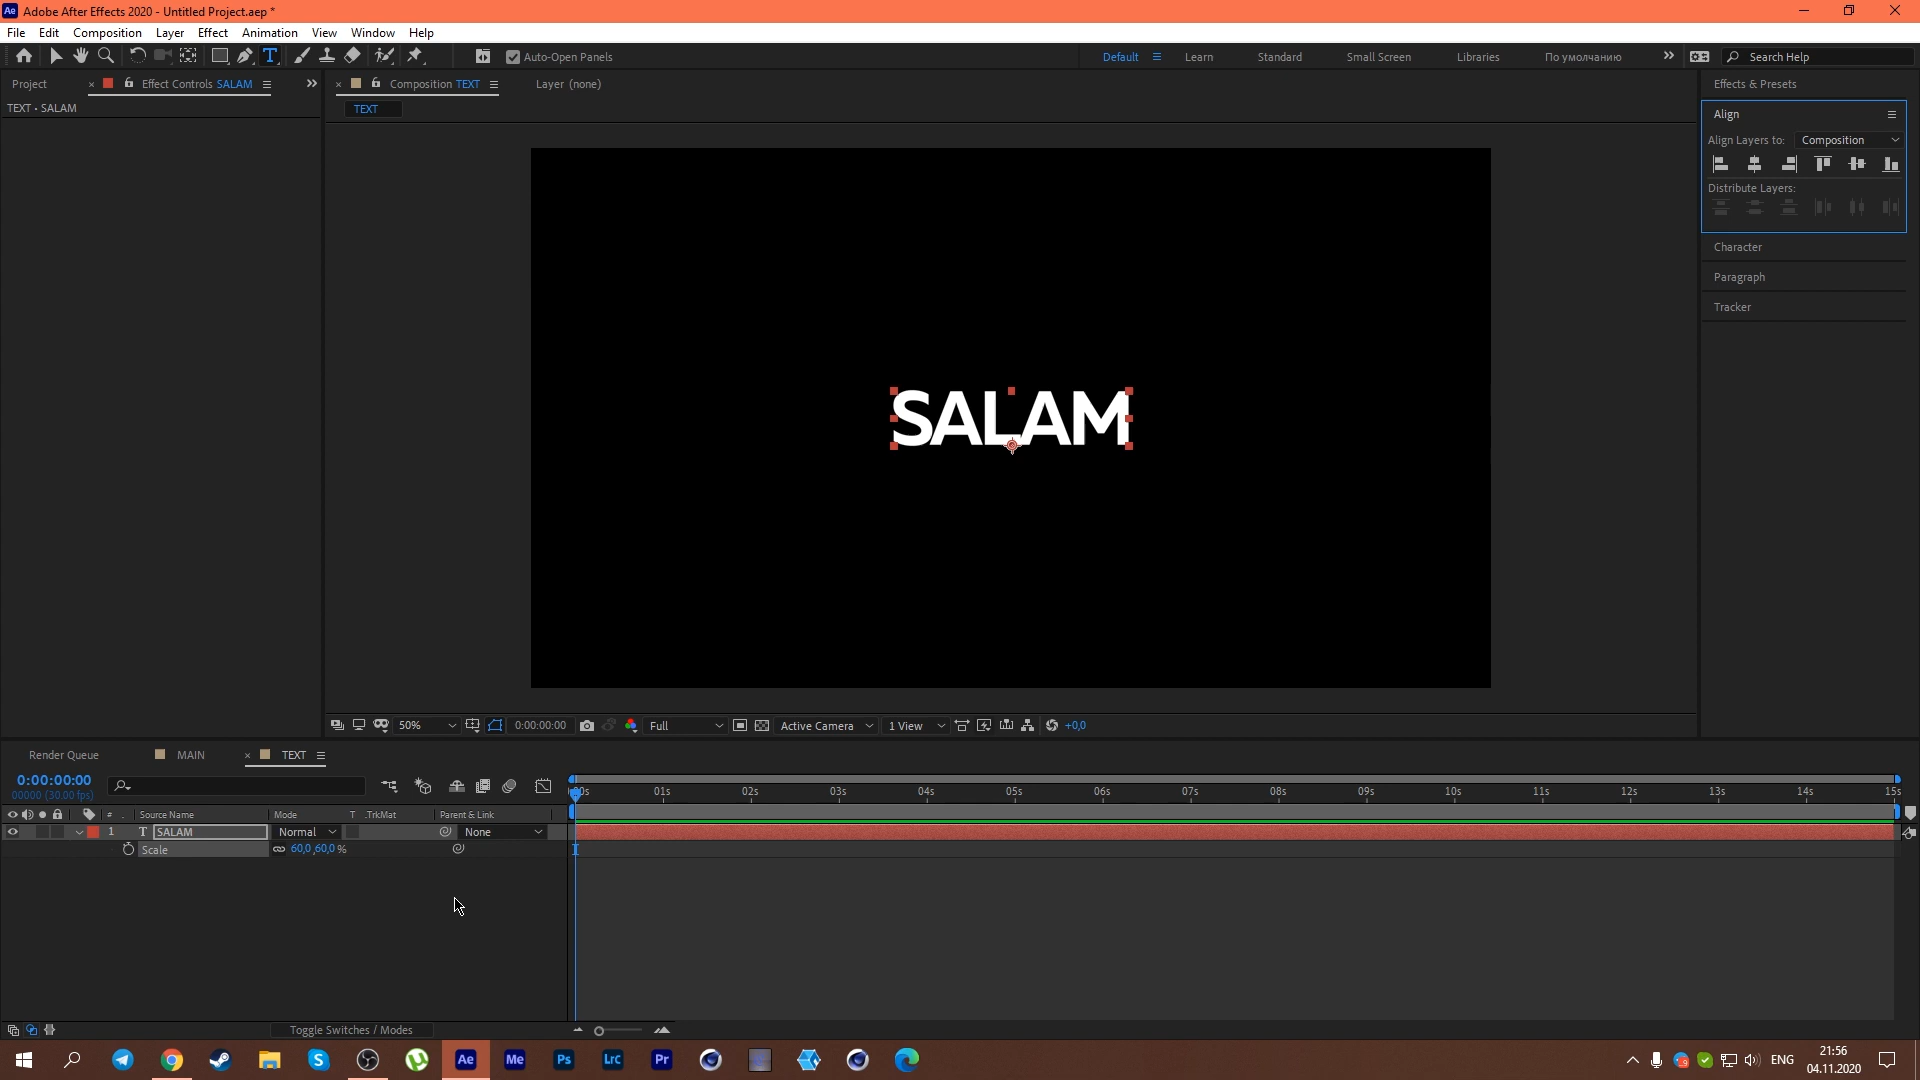 Ae Adobe After Effects 2020 - Untitled Project.aep *
File Edit Composition Layer Effect Animation View Window Help
Auto-Open Panels Default Learn Standard Small Screen Libraries По умолчанию Search Help
Project Effect Controls SALAM Composition TEXT Layer (none) Effects & Presets
TEXT • SALAM
TEXT
Align
Align Layers to: Composition
Distribute Layers:
Character
Paragraph
Tracker
SALAM
50% 0:00:00:00 Full Active Camera 1 View +0,0
Render Queue MAIN TEXT
0:00:00:00
00000 (30.00 fps)
01s 02s 03s 04s 05s 06s 07s 08s 09s 10s 11s 12s 13s 14s 15s
# Source Name Mode T .TrkMat Parent & Link
1 T SALAM Normal None
Scale 60,0,60,0 %
Toggle Switches / Modes
Ae Me Ps Lrc Pr ENG 21:56
04.11.2020